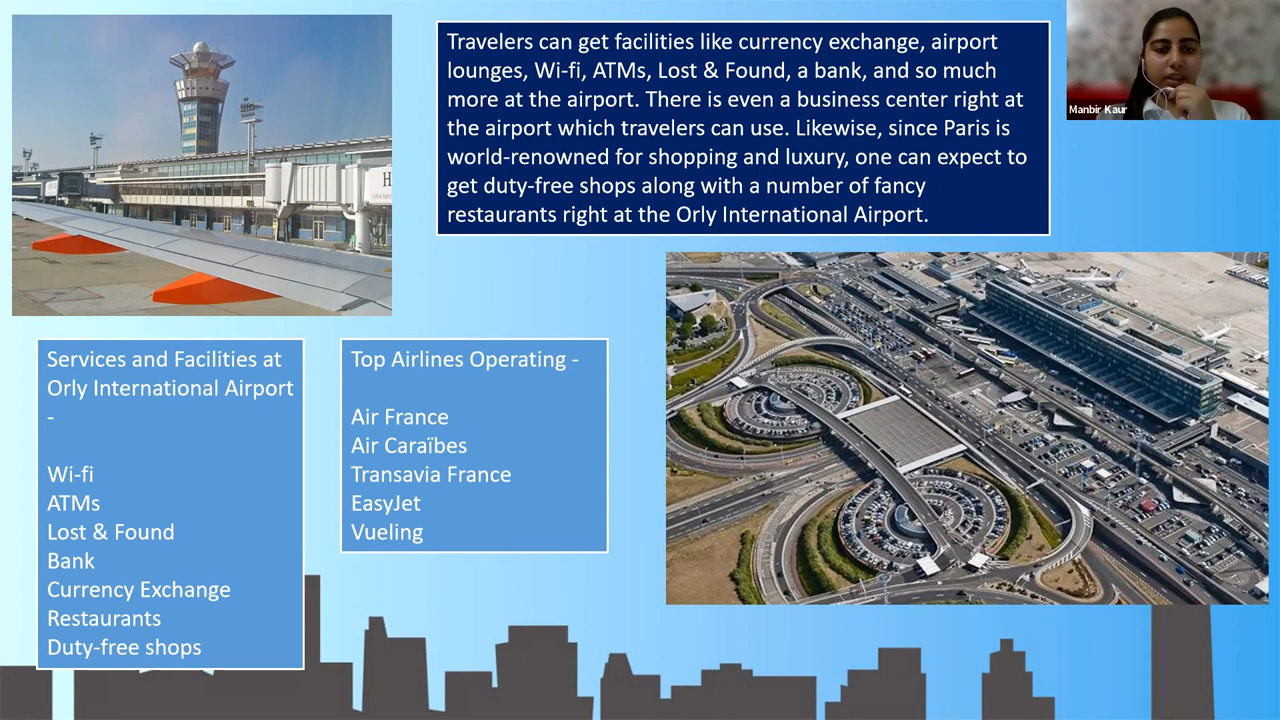 Travelers can get facilities like currency exchange, airport
lounges, Wi-fi, ATMs, Lost & Found, a bank, and so much
more at the airport. There is even a business center right at
the airport which travelers can use. Likewise, since Paris is
world-renowned for shopping and luxury, one can expect to
get duty-free shops along with a number of fancy
restaurants right at the Orly International Airport.
Manbir Kaur
H
Services and Facilities at
Orly International Airport
-
Wi-fi
ATMs
Lost & Found
Bank
Currency Exchange
Restaurants
Duty-free shops
Top Airlines Operating -
Air France
Air Caraïbes
Transavia France
EasyJet
Vueling